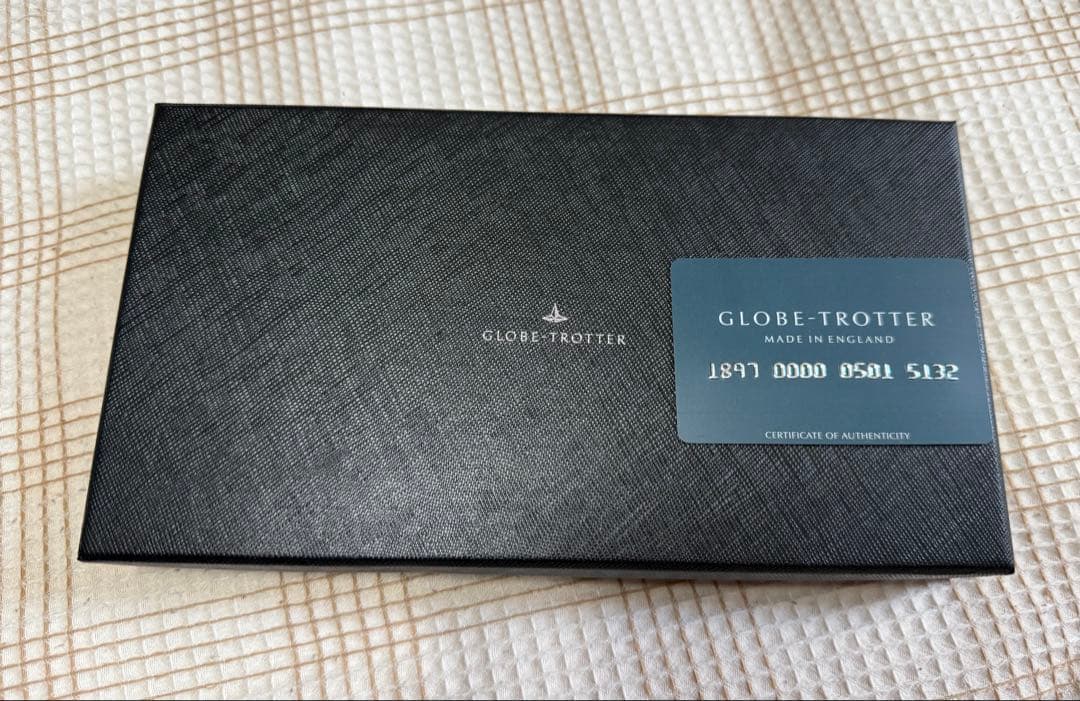 GLOBE-TROTTER
GLOBE-TROTTER
MADE IN ENGLAND
1897 0000 0501 5132
CERTIFICATE OF AUTHENTICITY